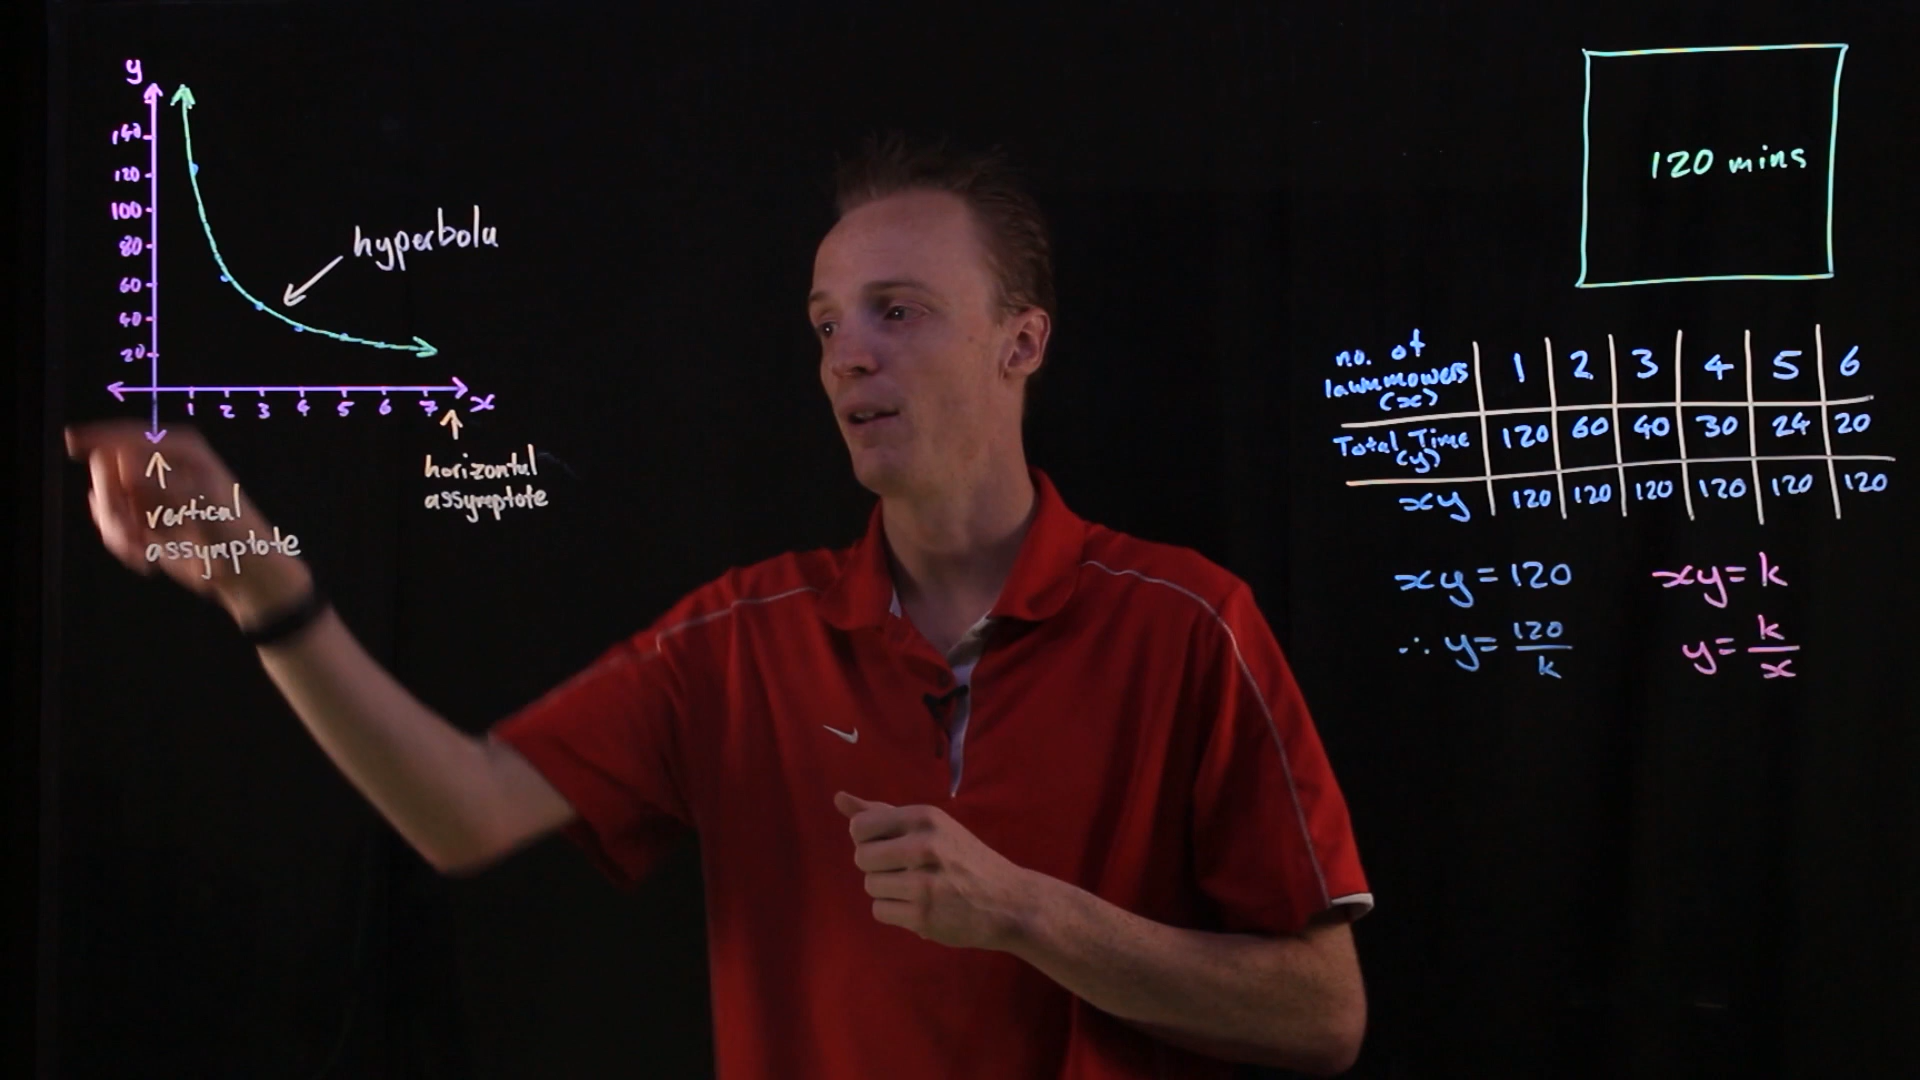 y
140
120
100
80
60
40
20
1 2 3 4 5 6 7 x
hyperbola
vertical
assymptote
horizontal
assymptote
120 mins
no. of
lawnmowers
(x)
1 2 3 4 5 6
Total Time
(y)
120 60 40 30 24 20
xy 120 120 120 120 120 120
xy = 120
∴ y = 120/k
xy = k
y = k/x